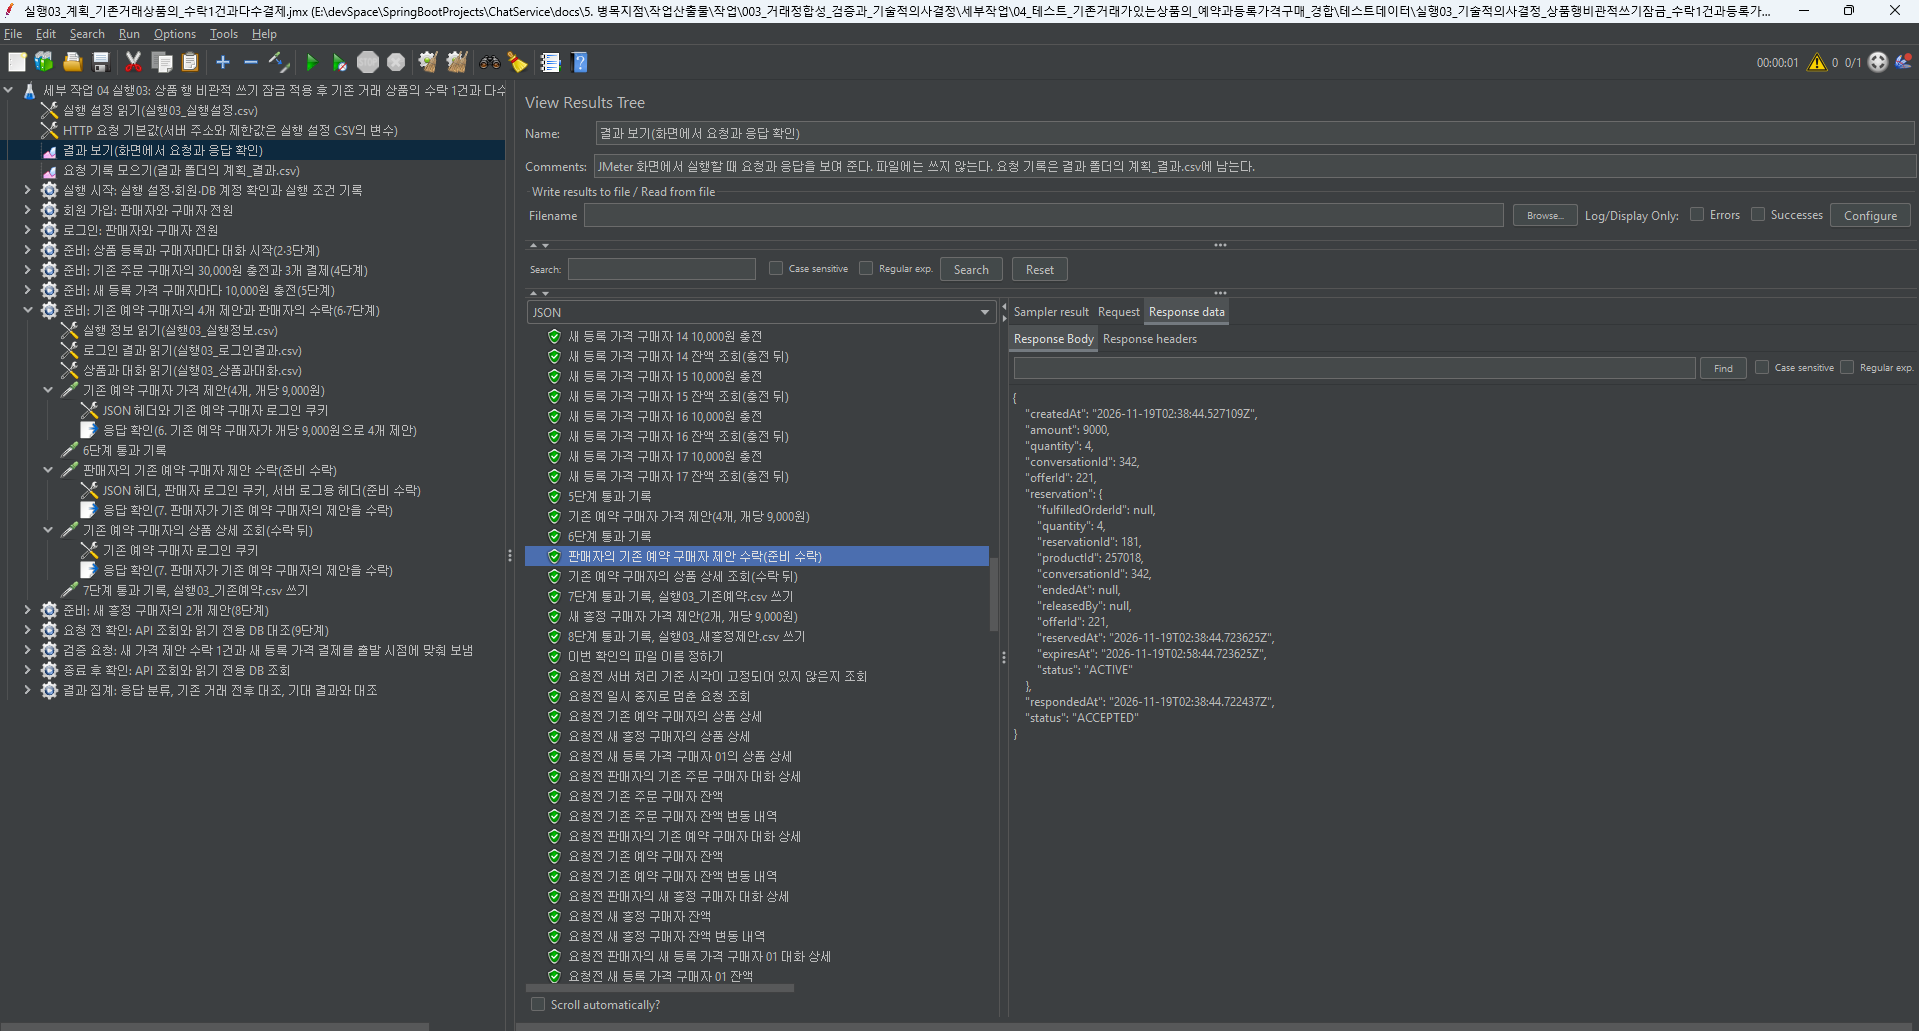 실행03_계획_기존거래상품의_수락1건과다수결제.jmx (E:\devSpace\SpringBootProjects\ChatService\docs\5. 병목지점\작업산출물\작업\003_거래정합성_검증과_기술적의사결정\세부작업\04_테스트_기존거래가있는상품의_예약과등록가격구매_경합\테스트데이터\실행03_기술적의사결정_상품행비관적쓰기잠금_수락1건과등록가...
File Edit Search Run Options Tools Help
00:00:01 0 0/1
세부 작업 04 실행03: 상품 행 비관적 쓰기 잠금 적용 후 기존 거래 상품의 수락 1건과 다수
실행 설정 읽기(실행03_실행설정.csv)
HTTP 요청 기본값(서버 주소와 제한값은 실행 설정 CSV의 변수)
결과 보기(화면에서 요청과 응답 확인)
요청 기록 모으기(결과 폴더의 계획_결과.csv)
실행 시작: 실행 설정·회원·DB 계정 확인과 실행 조건 기록
회원 가입: 판매자와 구매자 전원
로그인: 판매자와 구매자 전원
준비: 상품 등록과 구매자마다 대화 시작(2·3단계)
준비: 기존 주문 구매자의 30,000원 충전과 3개 결제(4단계)
준비: 새 등록 가격 구매자마다 10,000원 충전(5단계)
준비: 기존 예약 구매자의 4개 제안과 판매자의 수락(6·7단계)
실행 정보 읽기(실행03_실행정보.csv)
로그인 결과 읽기(실행03_로그인결과.csv)
상품과 대화 읽기(실행03_상품과대화.csv)
기존 예약 구매자 가격 제안(4개, 개당 9,000원)
JSON 헤더와 기존 예약 구매자 로그인 쿠키
응답 확인(6. 기존 예약 구매자가 개당 9,000원으로 4개 제안)
6단계 통과 기록
판매자의 기존 예약 구매자 제안 수락(준비 수락)
JSON 헤더, 판매자 로그인 쿠키, 서버 로그용 헤더(준비 수락)
응답 확인(7. 판매자가 기존 예약 구매자의 제안을 수락)
기존 예약 구매자의 상품 상세 조회(수락 뒤)
기존 예약 구매자 로그인 쿠키
응답 확인(7. 판매자가 기존 예약 구매자의 제안을 수락)
7단계 통과 기록, 실행03_기존예약.csv 쓰기
준비: 새 흥정 구매자의 2개 제안(8단계)
요청 전 확인: API 조회와 읽기 전용 DB 대조(9단계)
검증 요청: 새 가격 제안 수락 1건과 새 등록 가격 결제를 출발 시점에 맞춰 보냄
종료 후 확인: API 조회와 읽기 전용 DB 조회
결과 집계: 응답 분류, 기존 거래 전후 대조, 기대 결과와 대조
View Results Tree
Name: 결과 보기(화면에서 요청과 응답 확인)
Comments: JMeter 화면에서 실행할 때 요청과 응답을 보여 준다. 파일에는 쓰지 않는다. 요청 기록은 결과 폴더의 계획_결과.csv에 남는다.
Write results to file / Read from file
Filename Browse... Log/Display Only: Errors Successes Configure
Search: Case sensitive Regular exp. Search Reset
JSON
새 등록 가격 구매자 14 10,000원 충전
새 등록 가격 구매자 14 잔액 조회(충전 뒤)
새 등록 가격 구매자 15 10,000원 충전
새 등록 가격 구매자 15 잔액 조회(충전 뒤)
새 등록 가격 구매자 16 10,000원 충전
새 등록 가격 구매자 16 잔액 조회(충전 뒤)
새 등록 가격 구매자 17 10,000원 충전
새 등록 가격 구매자 17 잔액 조회(충전 뒤)
5단계 통과 기록
기존 예약 구매자 가격 제안(4개, 개당 9,000원)
6단계 통과 기록
판매자의 기존 예약 구매자 제안 수락(준비 수락)
기존 예약 구매자의 상품 상세 조회(수락 뒤)
7단계 통과 기록, 실행03_기존예약.csv 쓰기
새 흥정 구매자 가격 제안(2개, 개당 9,000원)
8단계 통과 기록, 실행03_새흥정제안.csv 쓰기
이번 확인의 파일 이름 정하기
요청전 서버 처리 기준 시각이 고정되어 있지 않은지 조회
요청전 일시 중지로 멈춘 요청 조회
요청전 기존 예약 구매자의 상품 상세
요청전 새 흥정 구매자의 상품 상세
요청전 새 등록 가격 구매자 01의 상품 상세
요청전 판매자의 기존 주문 구매자 대화 상세
요청전 기존 주문 구매자 잔액
요청전 기존 주문 구매자 잔액 변동 내역
요청전 판매자의 기존 예약 구매자 대화 상세
요청전 기존 예약 구매자 잔액
요청전 기존 예약 구매자 잔액 변동 내역
요청전 판매자의 새 흥정 구매자 대화 상세
요청전 새 흥정 구매자 잔액
요청전 새 흥정 구매자 잔액 변동 내역
요청전 판매자의 새 등록 가격 구매자 01 대화 상세
요청전 새 등록 가격 구매자 01 잔액
Scroll automatically?
Sampler result Request Response data
Response Body Response headers
Find Case sensitive Regular exp.
{
"createdAt": "2026-11-19T02:38:44.527109Z",
"amount": 9000,
"quantity": 4,
"conversationId": 342,
"offerId": 221,
"reservation": {
"fulfilledOrderId": null,
"quantity": 4,
"reservationId": 181,
"productId": 257018,
"conversationId": 342,
"endedAt": null,
"releasedBy": null,
"offerId": 221,
"reservedAt": "2026-11-19T02:38:44.723625Z",
"expiresAt": "2026-11-19T02:58:44.723625Z",
"status": "ACTIVE"
},
"respondedAt": "2026-11-19T02:38:44.722437Z",
"status": "ACCEPTED"
}